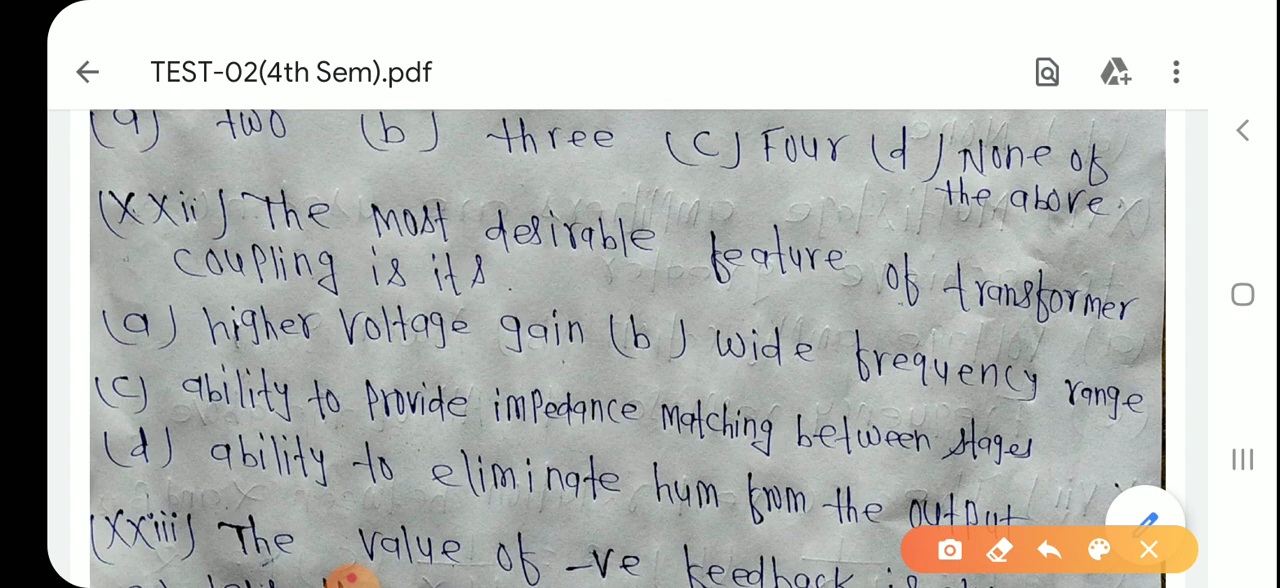 TEST-02(4th Sem).pdf
(a) two (b) three (c) Four (d) None of
the above.
(xxii) The most desirable feature of transformer
coupling is its.
(a) higher voltage gain (b) wide frequency range
(c) ability to provide impedance matching between stages
(d) ability to eliminate hum from the output
(xxiii) The value of -ve feedback is